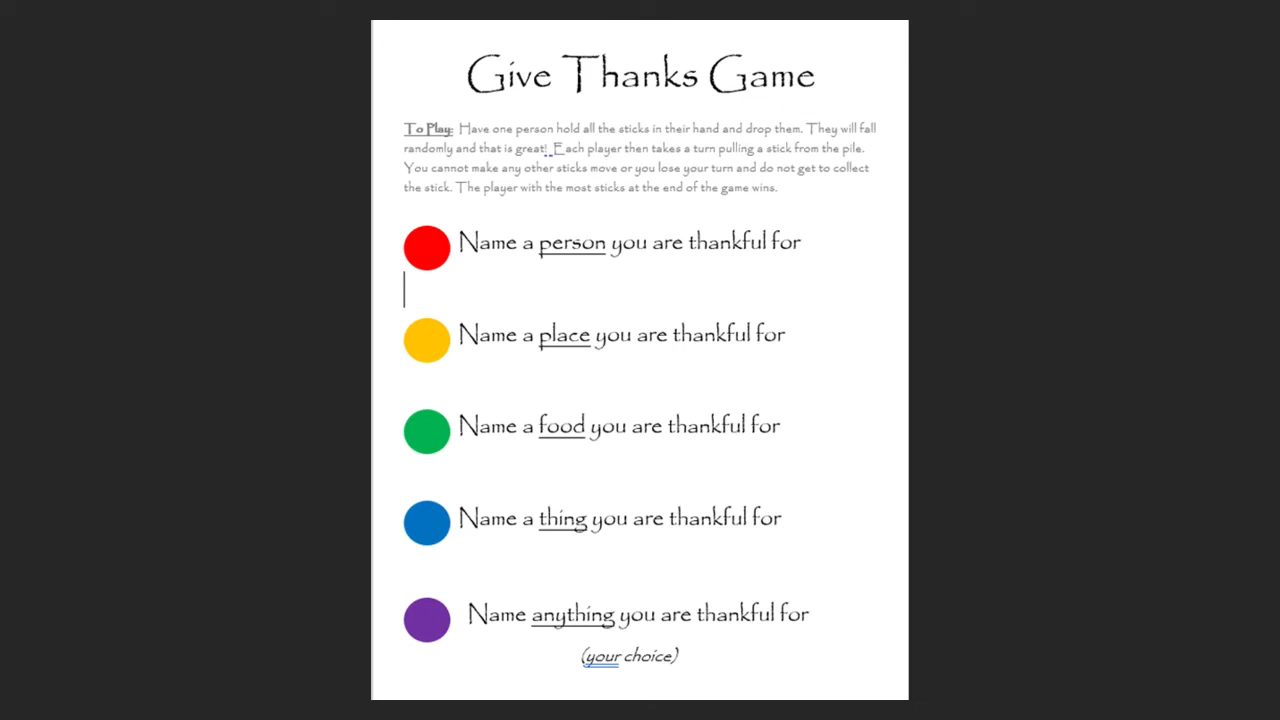 Give Thanks Game
To Play: Have one person hold all the sticks in their hand and drop them. They will fall
randomly and that is great! Each player then takes a turn pulling a stick from the pile.
You cannot make any other sticks move or you lose your turn and do not get to collect
the stick. The player with the most sticks at the end of the game wins.
Name a person you are thankful for
Name a place you are thankful for
Name a food you are thankful for
Name a thing you are thankful for
Name anything you are thankful for
(your choice)